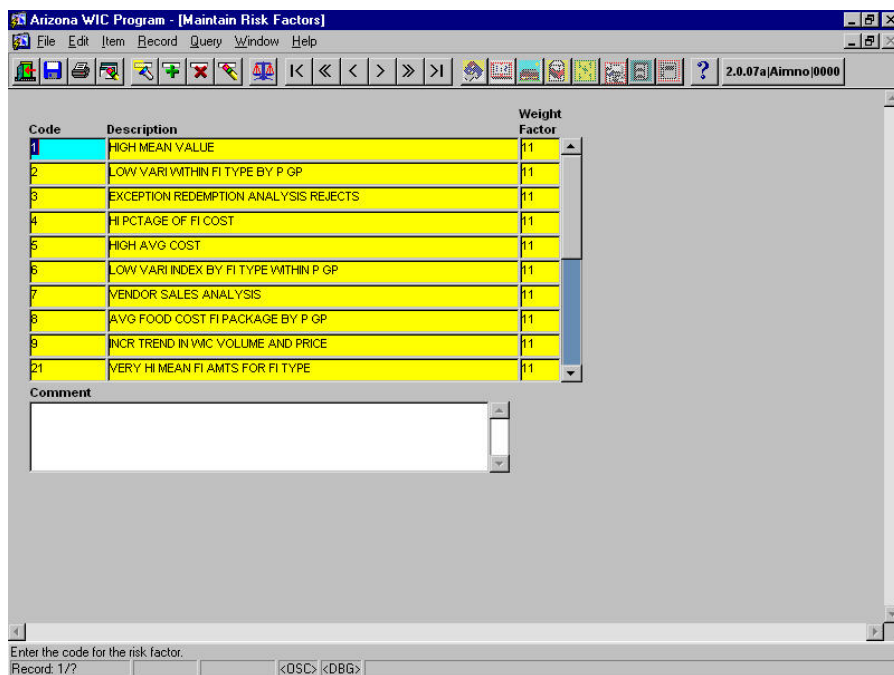 Arizona WIC Program - [Maintain Risk Factors]
File Edit Item Record Query Window Help
2.0.07a|Aimno|0000
Weight
Code Description Factor
1 HIGH MEAN VALUE 11
2 LOW VARI WITHIN FI TYPE BY P GP 11
3 EXCEPTION REDEMPTION ANALYSIS REJECTS 11
4 HI PCTAGE OF FI COST 11
5 HIGH AVG COST 11
6 LOW VARI INDEX BY FI TYPE WITHIN P GP 11
7 VENDOR SALES ANALYSIS 11
8 AVG FOOD COST FI PACKAGE BY P GP 11
9 INCR TREND IN WIC VOLUME AND PRICE 11
21 VERY HI MEAN FI AMTS FOR FI TYPE 11
Comment
Enter the code for the risk factor.
Record: 1/? <OSC> <DBG>